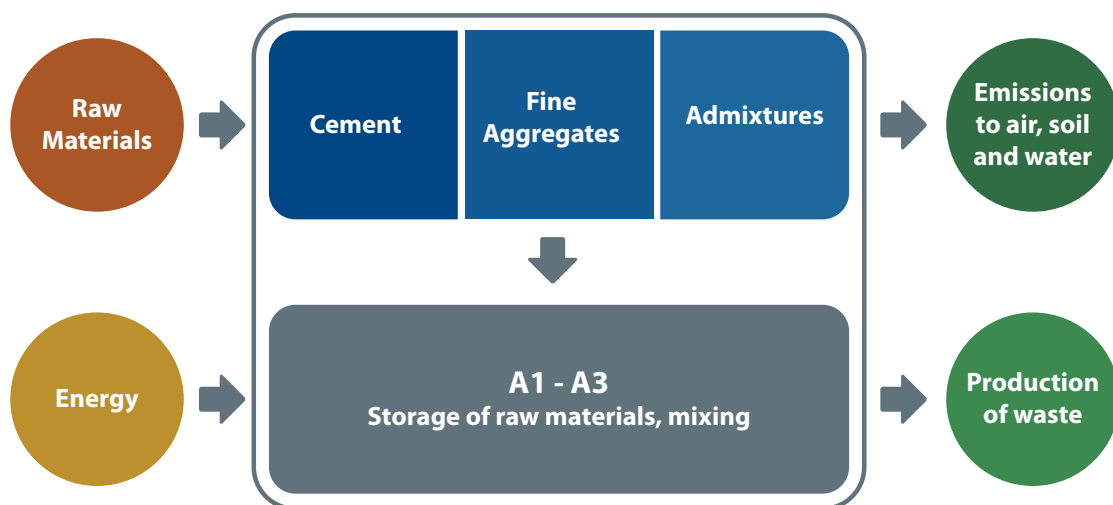 Raw
Materials
Cement
Fine
Aggregates
Admixtures
Emissions
to air, soil
and water
Energy
A1 - A3
Storage of raw materials, mixing
Production
of waste